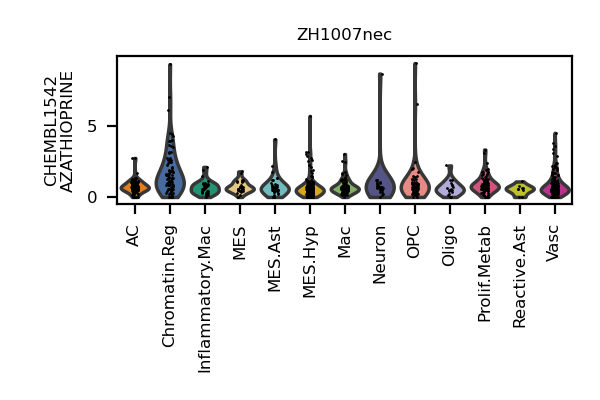 ZH1007nec
CHEMBL1542
AZATHIOPRINE
5
0
AC
Chromatin.Reg
Inflammatory.Mac
MES
MES.Ast
MES.Hyp
Mac
Neuron
OPC
Oligo
Prolif.Metab
Reactive.Ast
Vasc